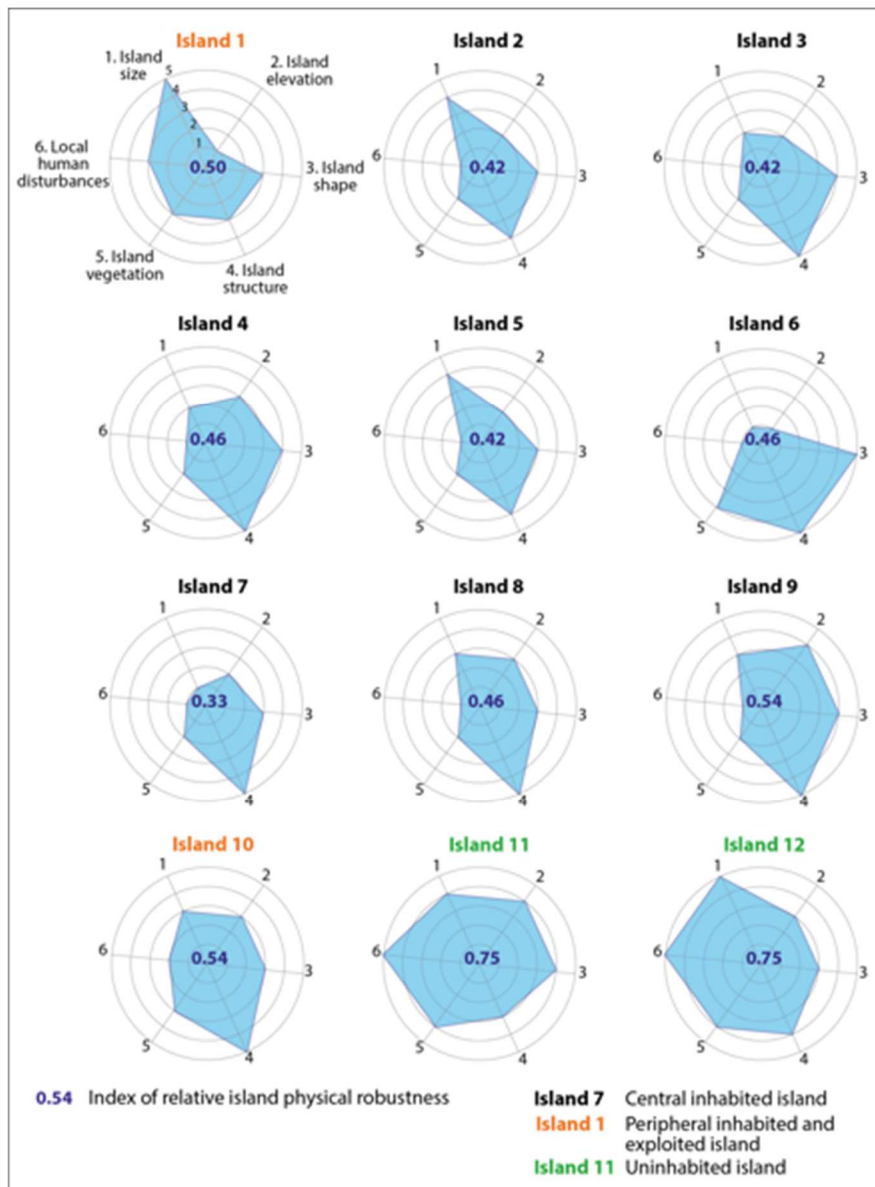 Island 1
1. Island
size
2. Island
elevation
5
4
3
2
1
6. Local
human
disturbances
0.50
3. Island
shape
5. Island
vegetation
4. Island
structure
Island 2
1
2
6
0.42
3
5
4
Island 3
1
2
6
0.42
3
5
4
Island 4
1
2
6
0.46
3
5
4
Island 5
1
2
6
0.42
3
5
4
Island 6
1
2
6
0.46
3
5
4
Island 7
1
2
6
0.33
3
5
4
Island 8
1
2
6
0.46
3
5
4
Island 9
1
2
6
0.54
3
5
4
Island 10
1
2
6
0.54
3
5
4
Island 11
1
2
6
0.75
3
5
4
Island 12
1
2
6
0.75
3
5
4
0.54 Index of relative island physical robustness
Island 7 Central inhabited island
Island 1 Peripheral inhabited and
exploited island
Island 11 Uninhabited island